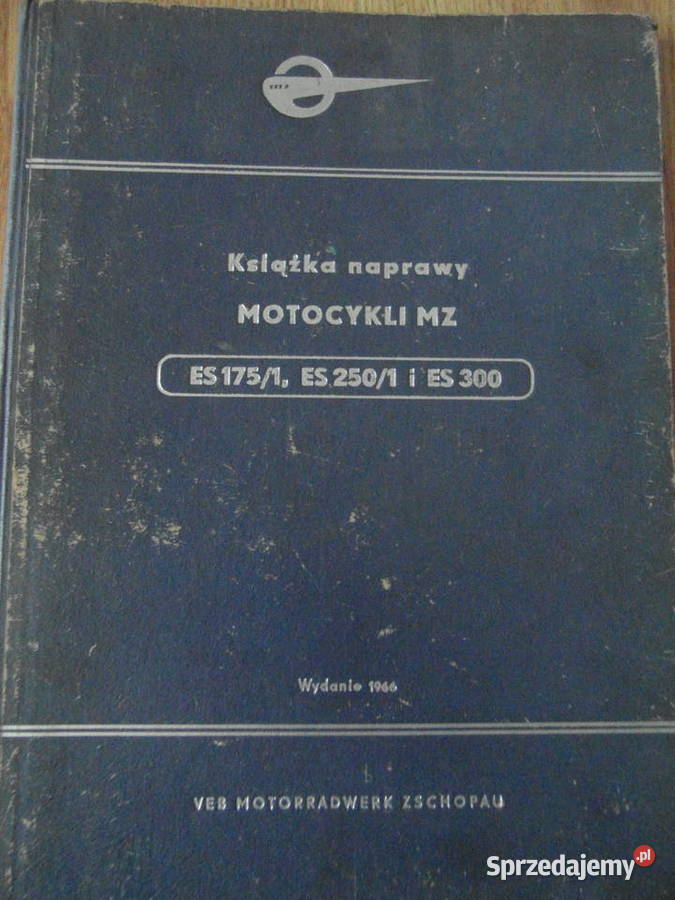 Książka naprawy
MOTOCYKLI MZ
ES 175/1, ES 250/1 i ES 300
Wydanie 1966
VEB MOTORRADWERK ZSCHOPAU
Sprzedajemy.pl